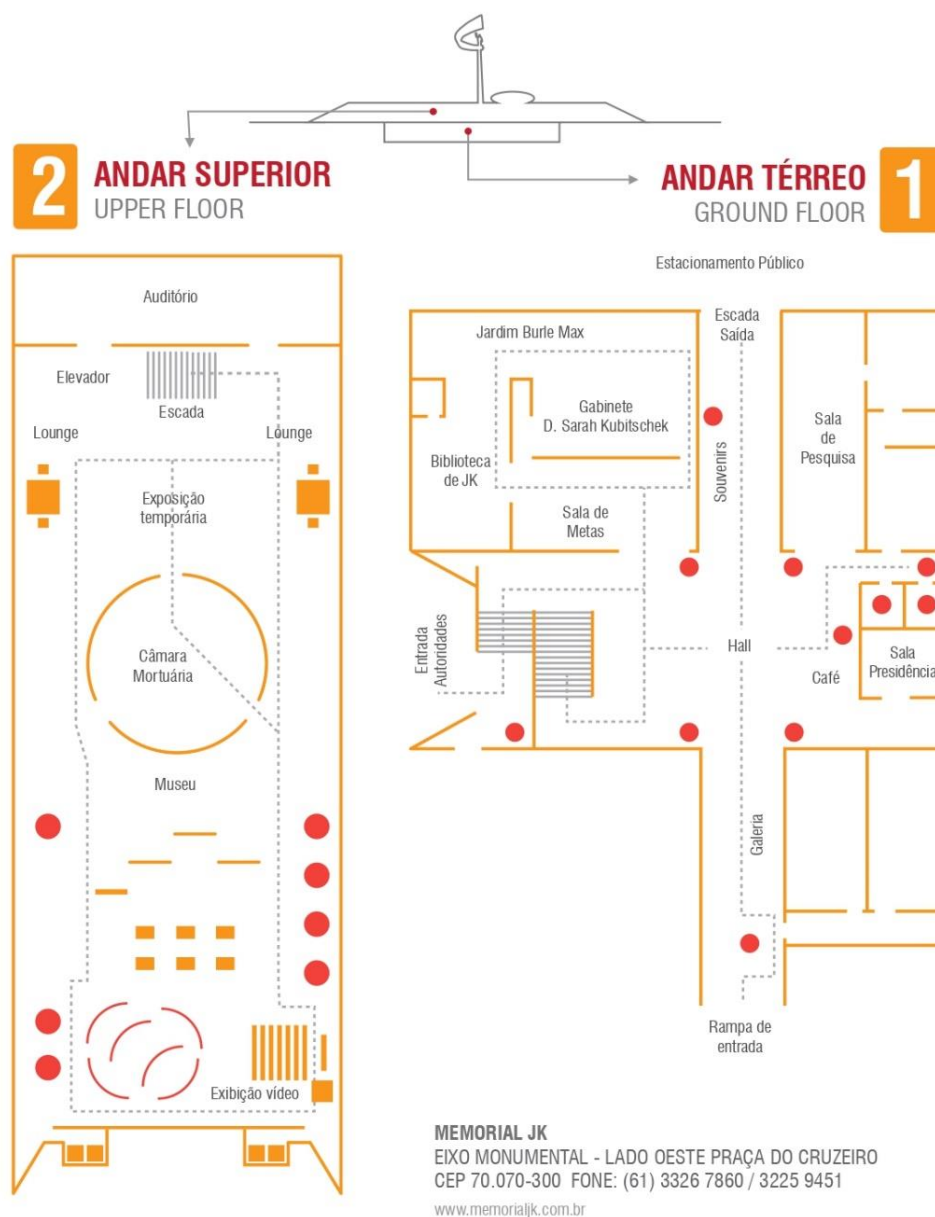 2
ANDAR SUPERIOR
UPPER FLOOR
ANDAR TÉRREO
GROUND FLOOR
1
Auditório
Elevador
Escada
Lounge
Lounge
Exposição
temporária
Câmara
Mortuária
Museu
Exibição vídeo
Estacionamento Público
Escada
Saída
Jardim Burle Max
Gabinete
D. Sarah Kubitschek
Biblioteca
de JK
Sala de
Metas
Souvenirs
Sala
de
Pesquisa
Entrada
Autoridades
Hall
Café
Sala
Presidência
Galeria
Rampa de
entrada
MEMORIAL JK
EIXO MONUMENTAL - LADO OESTE PRAÇA DO CRUZEIRO
CEP 70.070-300 FONE: (61) 3326 7860 / 3225 9451
www.memorialjk.com.br